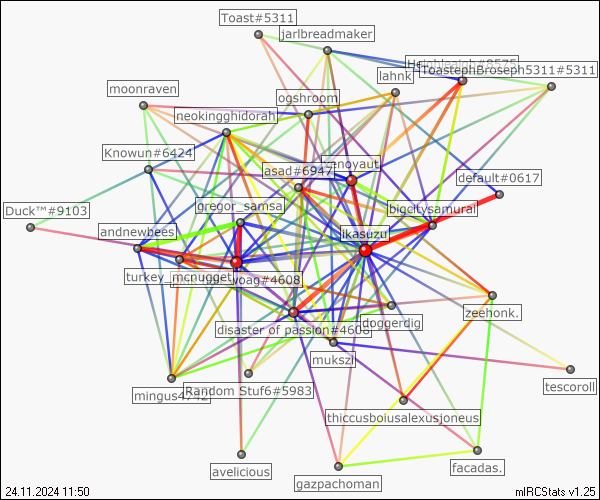 Toast#5311
jarlbreadmaker
#8575
ToastephBroseph5311#5311
lahnk
moonraven
ogshroom
neokingghidorah
Knowun#6424
asad#6947
enoyaut
default#0617
Duck™#9103
gregor_samsa
bigcitysamurai
andnewbees
ikasuzu
turkey_mcnugget
voag#4608
zeehonk.
doggerdig
disaster of passion#4608
mukszi
tescoroll
mingus4742
Random Stuf6#5983
thiccusboiusalexusjoneus
avelicious
facadas.
gazpachoman
24.11.2024 11:50
mIRCStats v1.25